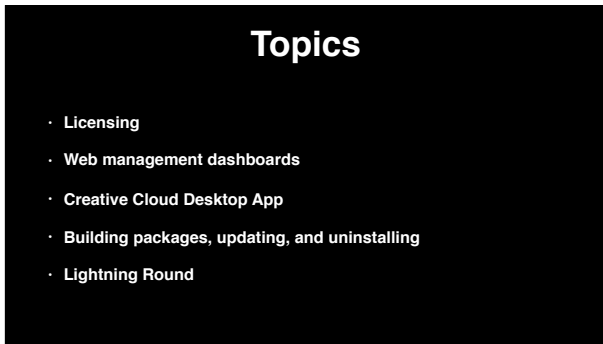 Topics
· Licensing
· Web management dashboards
· Creative Cloud Desktop App
· Building packages, updating, and uninstalling
· Lightning Round